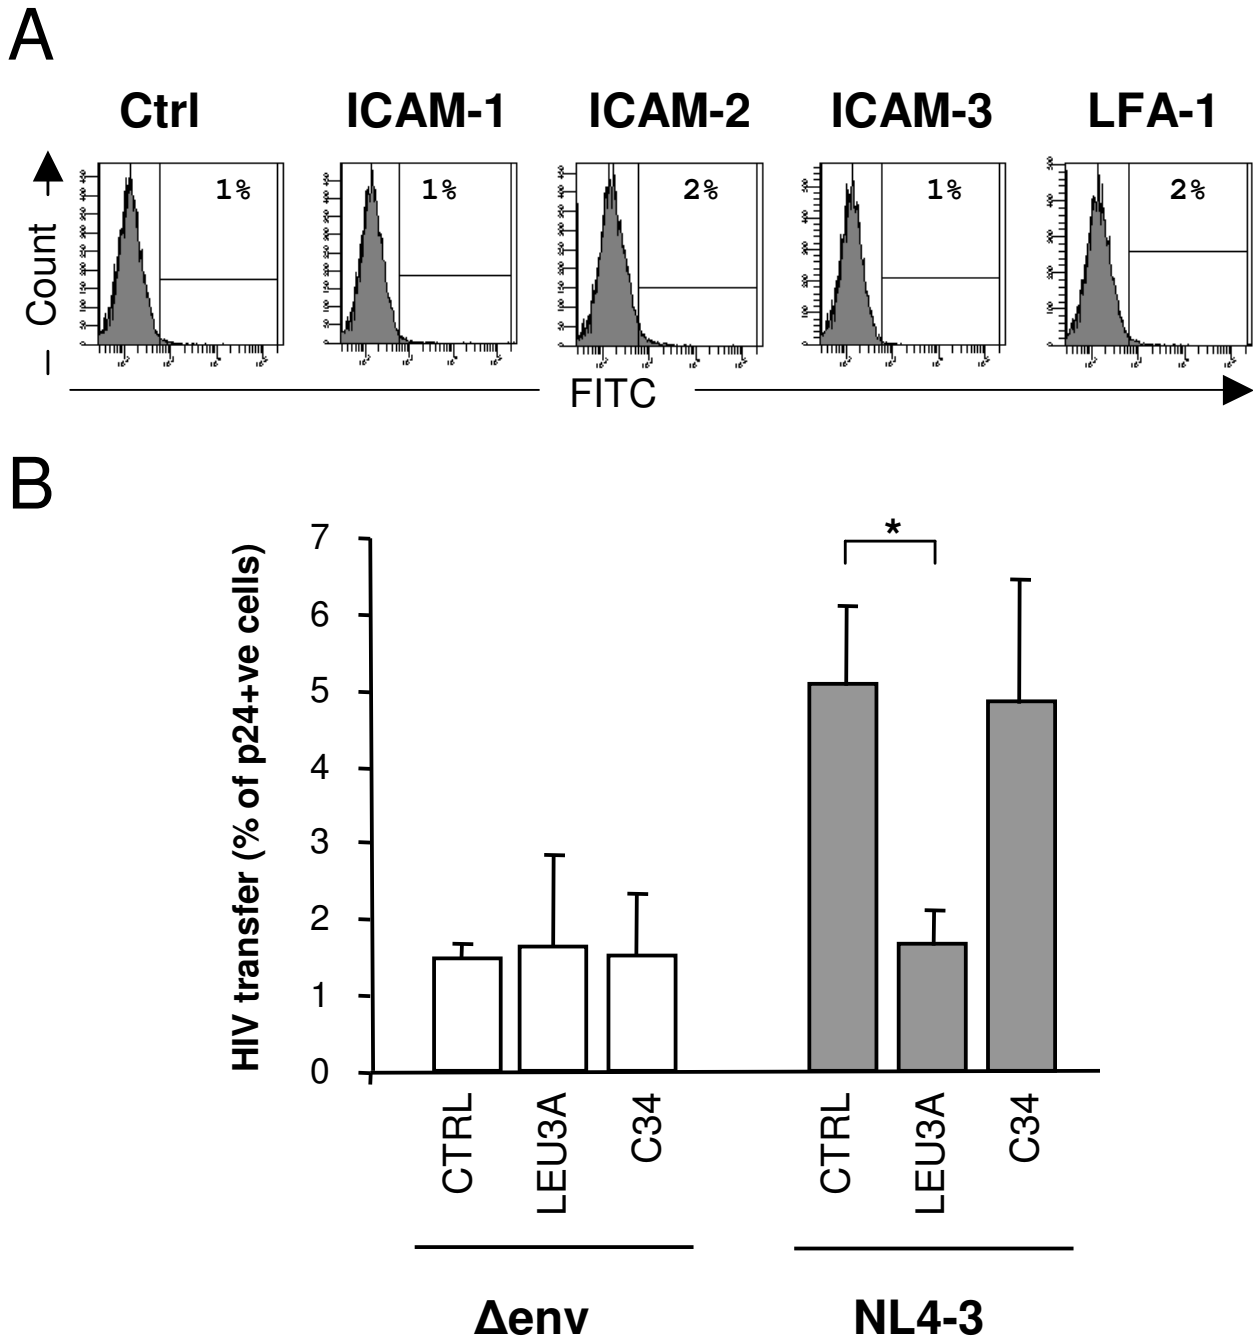 A
Ctrl
ICAM-1
ICAM-2
ICAM-3
LFA-1
1%
1%
2%
1%
2%
Count
FITC
B
HIV transfer (% of p24+ve cells)
7
6
5
4
3
2
1
0
*
CTRL
LEU3A
C34
CTRL
LEU3A
C34
Δenv
NL4-3